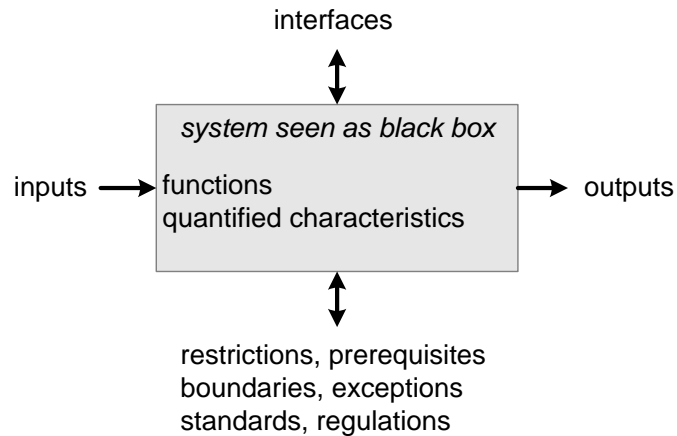 interfaces
system seen as black box
inputs
functions
quantified characteristics
outputs
restrictions, prerequisites
boundaries, exceptions
standards, regulations